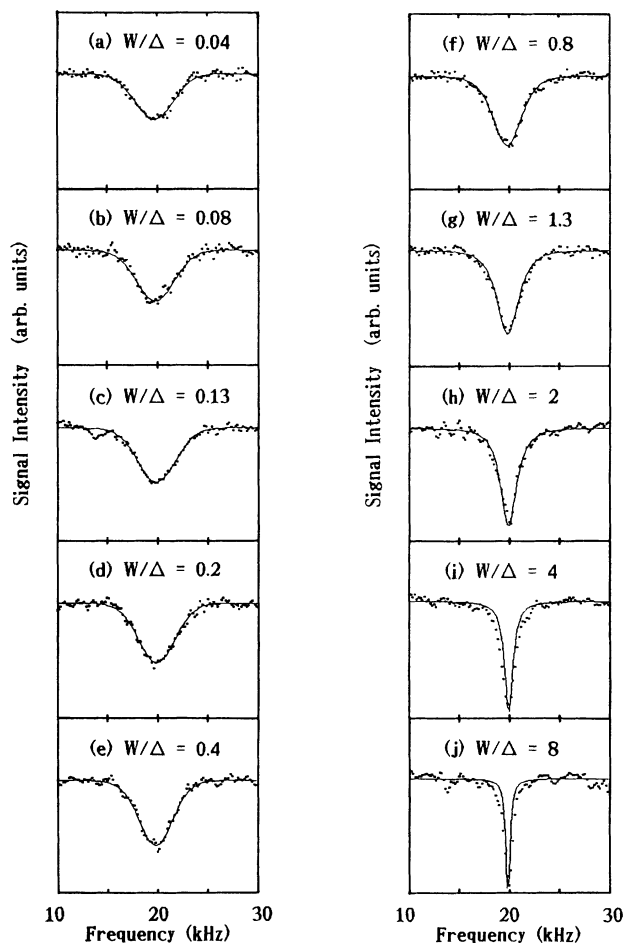 Signal Intensity (arb. units)
(a) W/Δ = 0.04
(b) W/Δ = 0.08
(c) W/Δ = 0.13
(d) W/Δ = 0.2
(e) W/Δ = 0.4
10 20 30
Frequency (kHz)
Signal Intensity (arb. units)
(f) W/Δ = 0.8
(g) W/Δ = 1.3
(h) W/Δ = 2
(i) W/Δ = 4
(j) W/Δ = 8
10 20 30
Frequency (kHz)